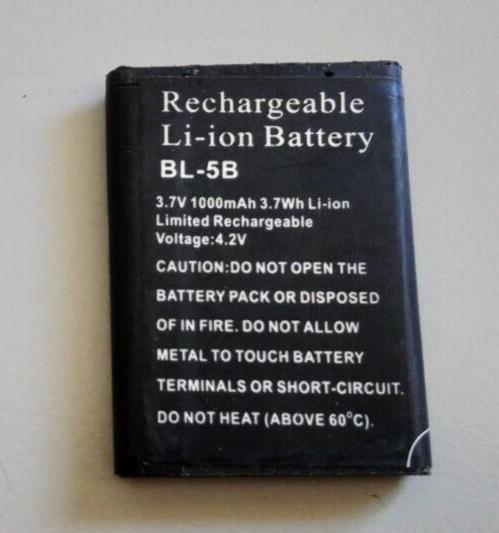 Rechargeable
Li-ion Battery
BL-5B
3.7V 1000mAh 3.7Wh Li-ion
Limited Rechargeable
Voltage:4.2V
CAUTION:DO NOT OPEN THE
BATTERY PACK OR DISPOSED
OF IN FIRE. DO NOT ALLOW
METAL TO TOUCH BATTERY
TERMINALS OR SHORT-CIRCUIT.
DO NOT HEAT (ABOVE 60°C).